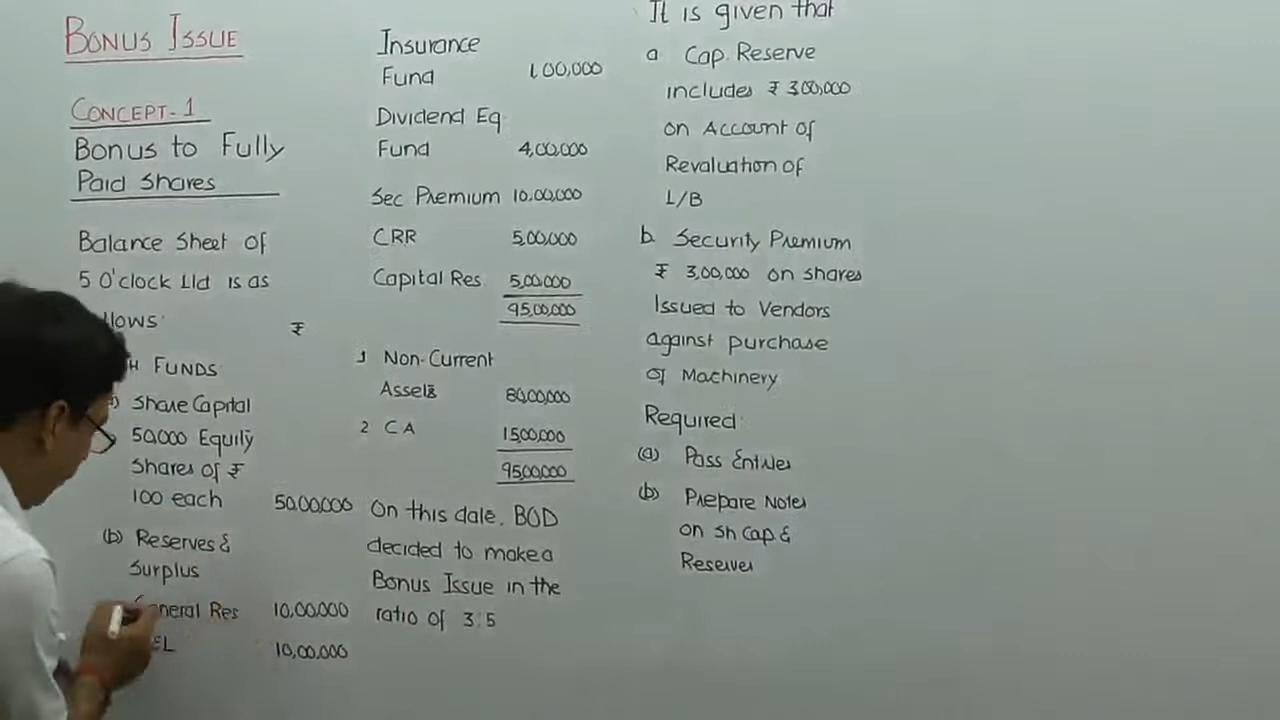 BONUS ISSUE
CONCEPT-1
Bonus to Fully
Paid Shares
Balance Sheet of
5 O'clock Ltd is as
llows:
₹
H FUNDS
Share Capital
50,000 Equity
Shares of ₹
100 each 50,00,000
(b) Reserves &
Surplus
General Res 10,00,000
EL 10,00,000
Insurance
Fund 1,00,000
Dividend Eq.
Fund 4,00,000
Sec Premium 10,00,000
CRR 5,00,000
Capital Res 5,00,000
95,00,000
1 Non-Current
Assets 80,00,000
2 CA 15,00,000
95,00,000
On this date, BOD
decided to make a
Bonus Issue in the
ratio of 3:5
It is given that
a Cap. Reserve
includes ₹ 3,00,000
on Account of
Revaluation of
L/B
b. Security Premium
₹ 3,00,000 on shares
Issued to Vendors
against purchase
of Machinery
Required:
(a) Pass Entries
(b) Prepare Notes
on Sh Cap &
Reserves